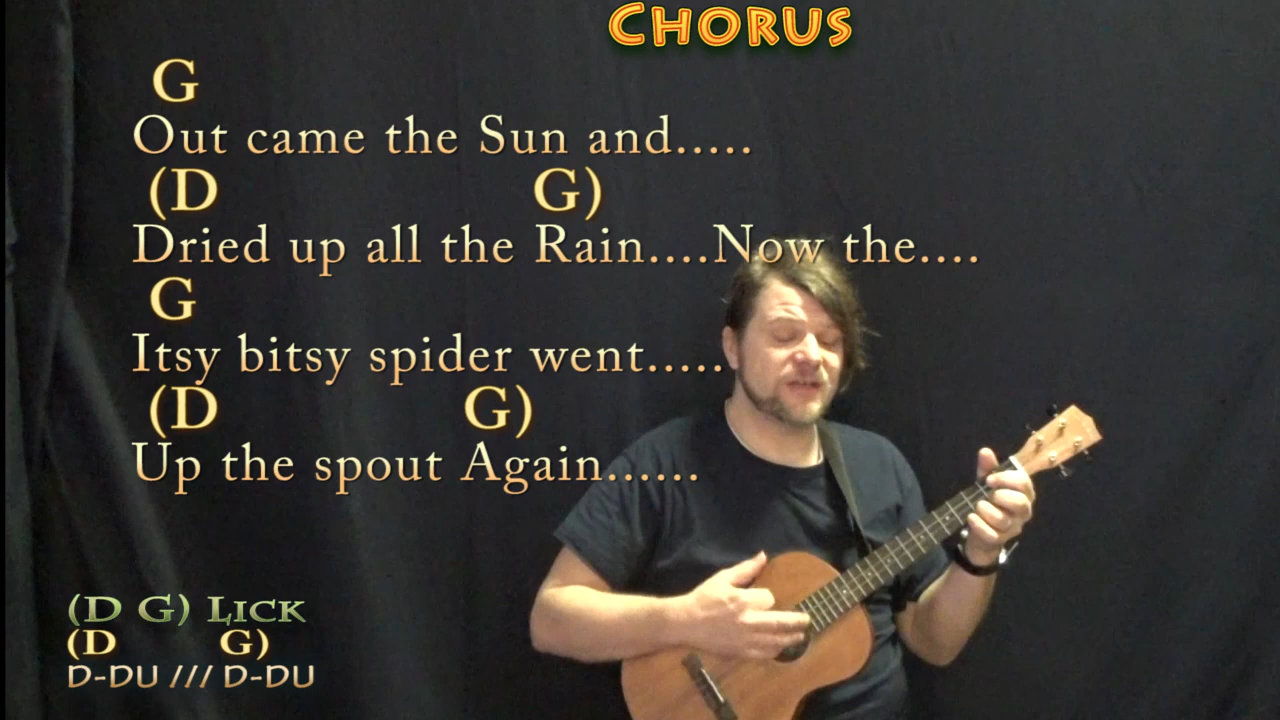 CHORUS
G
Out came the Sun and.....
(D G)
Dried up all the Rain....Now the....
G
Itsy bitsy spider went.....
(D G)
Up the spout Again......
(D G) LICK
(D G)
D-DU /// D-DU